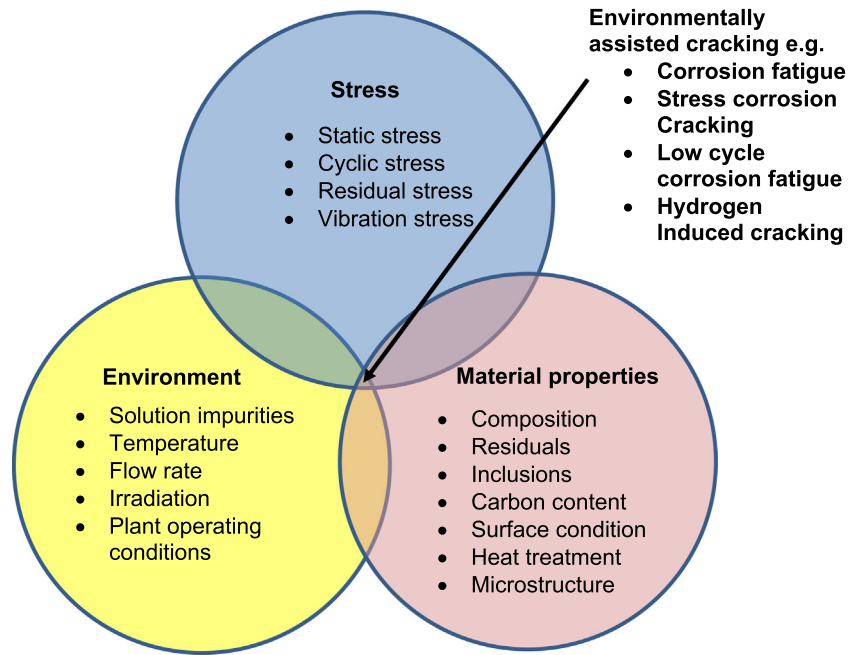 Environmentally
assisted cracking e.g.
• Corrosion fatigue
• Stress corrosion
Cracking
• Low cycle
corrosion fatigue
• Hydrogen
Induced cracking
Stress
• Static stress
• Cyclic stress
• Residual stress
• Vibration stress
Environment
• Solution impurities
• Temperature
• Flow rate
• Irradiation
• Plant operating
conditions
Material properties
• Composition
• Residuals
• Inclusions
• Carbon content
• Surface condition
• Heat treatment
• Microstructure